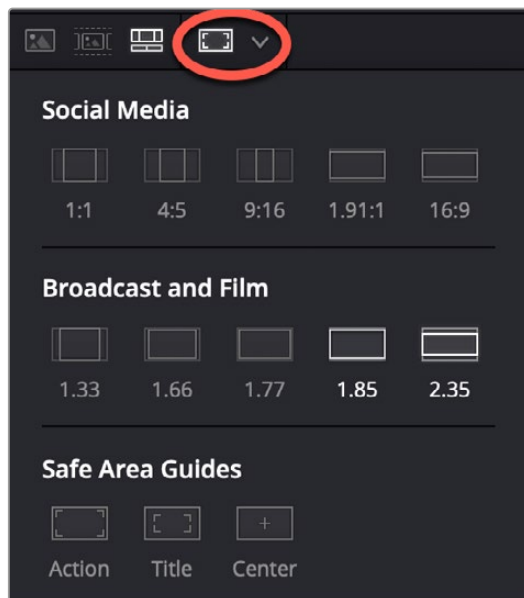 Social Media
1:1 4:5 9:16 1.91:1 16:9
Broadcast and Film
1.33 1.66 1.77 1.85 2.35
Safe Area Guides
Action Title Center